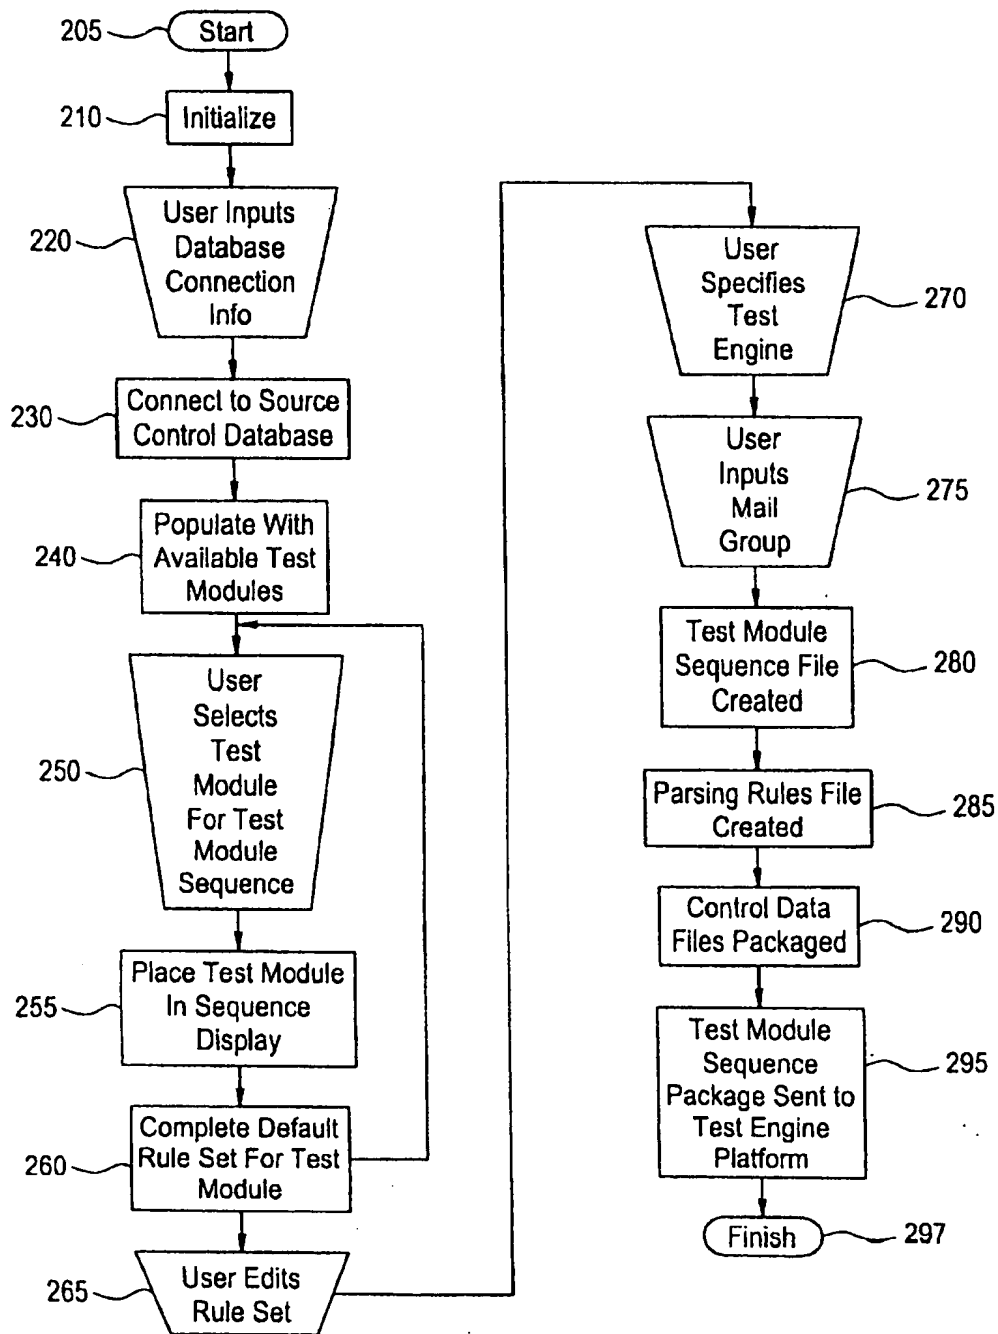 205
Start
210
Initialize
220
User Inputs
Database
Connection
Info
230
Connect to Source
Control Database
240
Populate With
Available Test
Modules
250
User
Selects
Test
Module
For Test
Module
Sequence
255
Place Test Module
In Sequence
Display
260
Complete Default
Rule Set For Test
Module
265
User Edits
Rule Set
User
Specifies
Test
Engine
270
User
Inputs
Mail
Group
275
Test Module
Sequence File
Created
280
Parsing Rules File
Created
285
Control Data
Files Packaged
290
Test Module
Sequence
Package Sent to
Test Engine
Platform
295
Finish
297